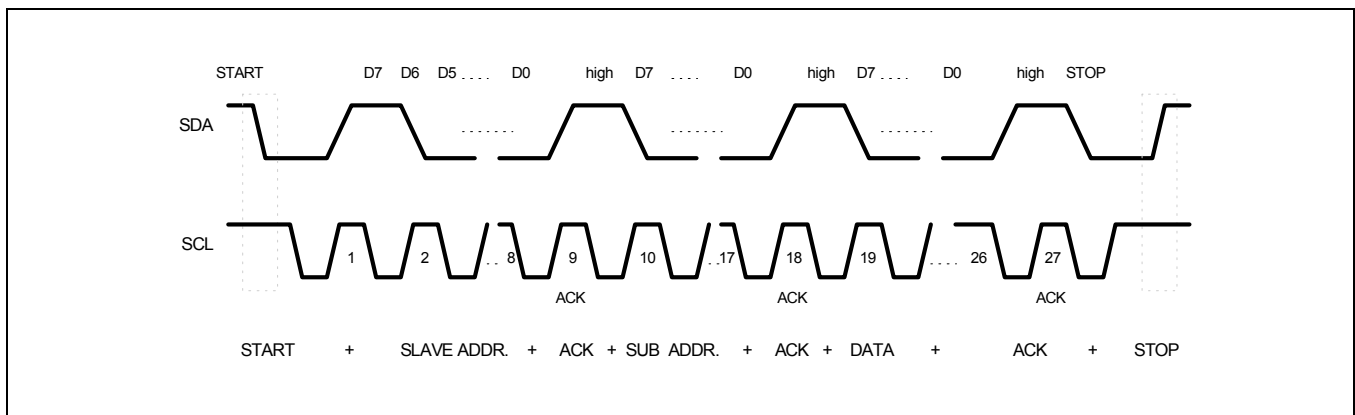 START D7 D6 D5 .... D0 high D7 .... D0 high D7 .... D0 high STOP
SDA ....... ....... .......
SCL 1 2 .. 8 9 10 .. 17 18 19 .... 26 27
ACK ACK ACK
START + SLAVE ADDR. + ACK + SUB ADDR. + ACK + DATA + ACK + STOP